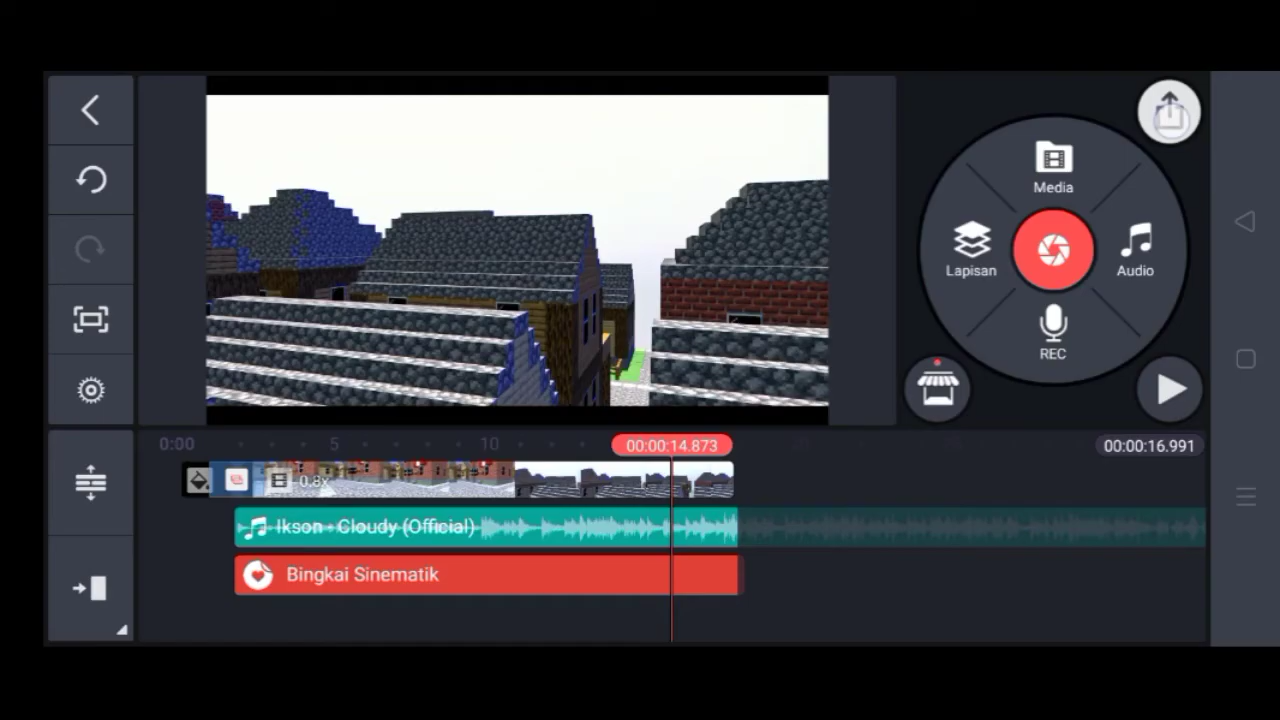 Media
Lapisan
Audio
REC
0:00
5
10
00:00:14.873
00:00:16.991
0.8x
Ikson - Cloudy (Official)
Bingkai Sinematik